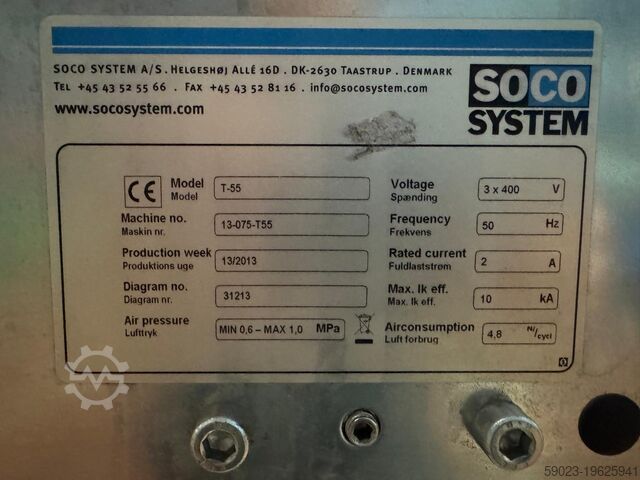 SOCO SYSTEM A/S . HELGESHØJ ALLÉ 16D . DK-2630 TAASTRUP . DENMARK
TEL +45 43 52 55 66 . FAX +45 43 52 81 16 . info@socosystem.com
www.socosystem.com
SOCO
SYSTEM
CE
Model T-55
Model
Machine no. 13-075-T55
Maskin nr.
Production week 13/2013
Produktions uge
Diagram no. 31213
Diagram nr.
Air pressure MIN 0,6 – MAX 1,0 MPa
Lufttryk
Voltage 3 x 400 V
Spænding
Frequency 50 Hz
Frekvens
Rated current 2 A
Fuldlaststrøm
Max. Ik eff. 10 kA
Max. Ik eff.
Airconsumption 4,8 Nl/cycl
Luft forbrug
59023-19625941